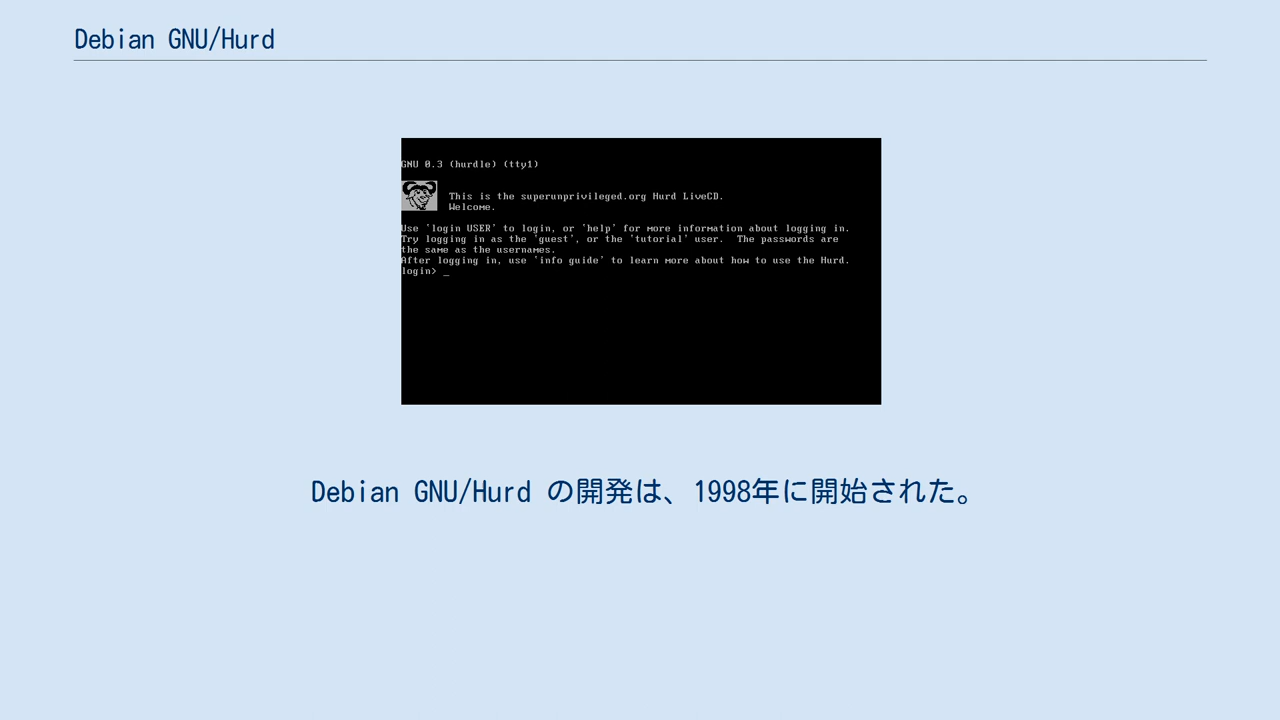 Debian GNU/Hurd
GNU 0.3 (hurdle) (tty1)
This is the superunprivileged.org Hurd LiveCD.
Welcome.
Use 'login USER' to login, or 'help' for more information about logging in.
Try logging in as the 'guest', or the 'tutorial' user.  The passwords are
the same as the usernames.
After logging in, use 'info guide' to learn more about how to use the Hurd.
login> _
Debian GNU/Hurd の開発は、1998年に開始された。